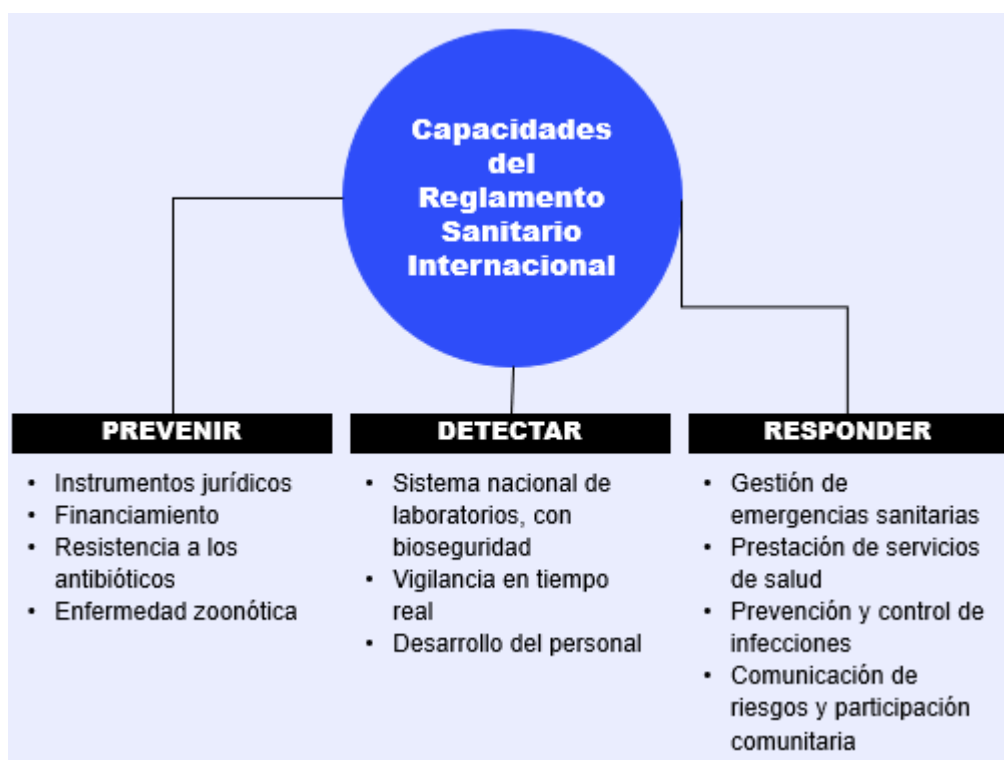 Capacidades
del
Reglamento
Sanitario
Internacional
PREVENIR
• Instrumentos jurídicos
• Financiamiento
• Resistencia a los
antibióticos
• Enfermedad zoonótica
DETECTAR
• Sistema nacional de
laboratorios, con
bioseguridad
• Vigilancia en tiempo
real
• Desarrollo del personal
RESPONDER
• Gestión de
emergencias sanitarias
• Prestación de servicios
de salud
• Prevención y control de
infecciones
• Comunicación de
riesgos y participación
comunitaria